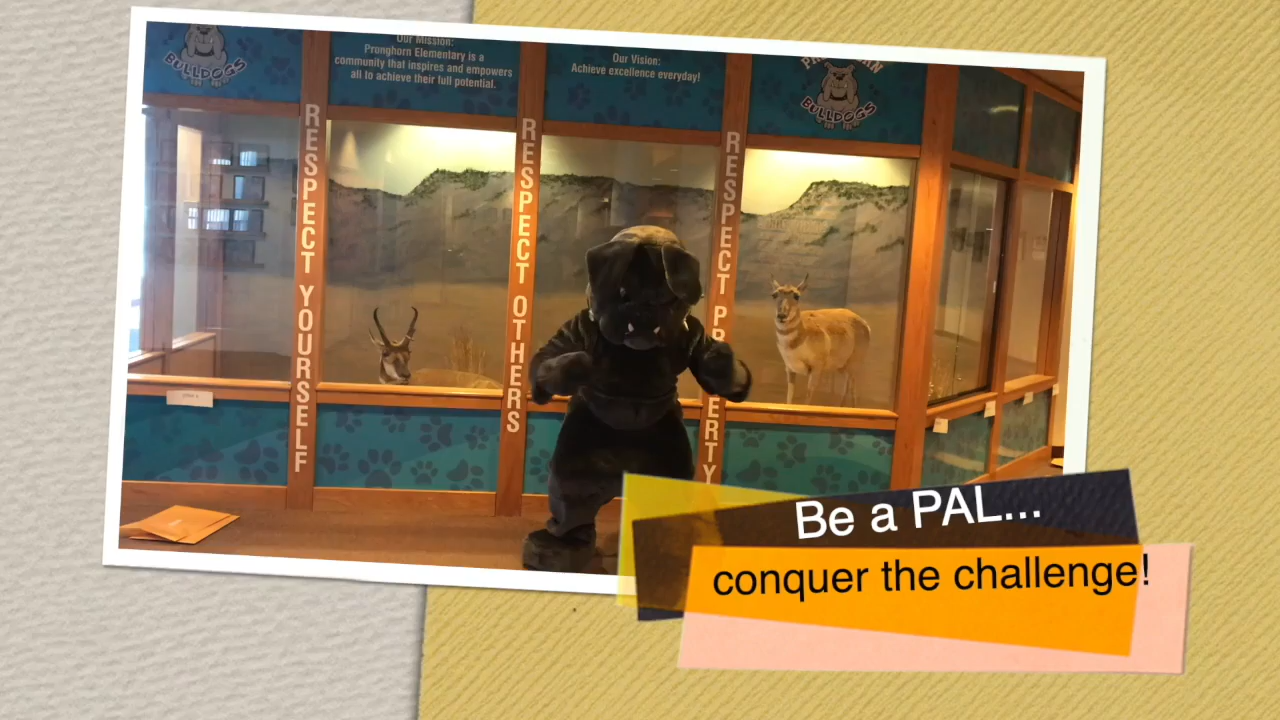 BULLDOGS
Our Mission:
Pronghorn Elementary is a
community that inspires and empowers
all to achieve their full potential.
Our Vision:
Achieve excellence everyday!
BULLDOGS
RESPECT YOURSELF
RESPECT OTHERS
RESPECT PR ERTY
Be a PAL...
conquer the challenge!